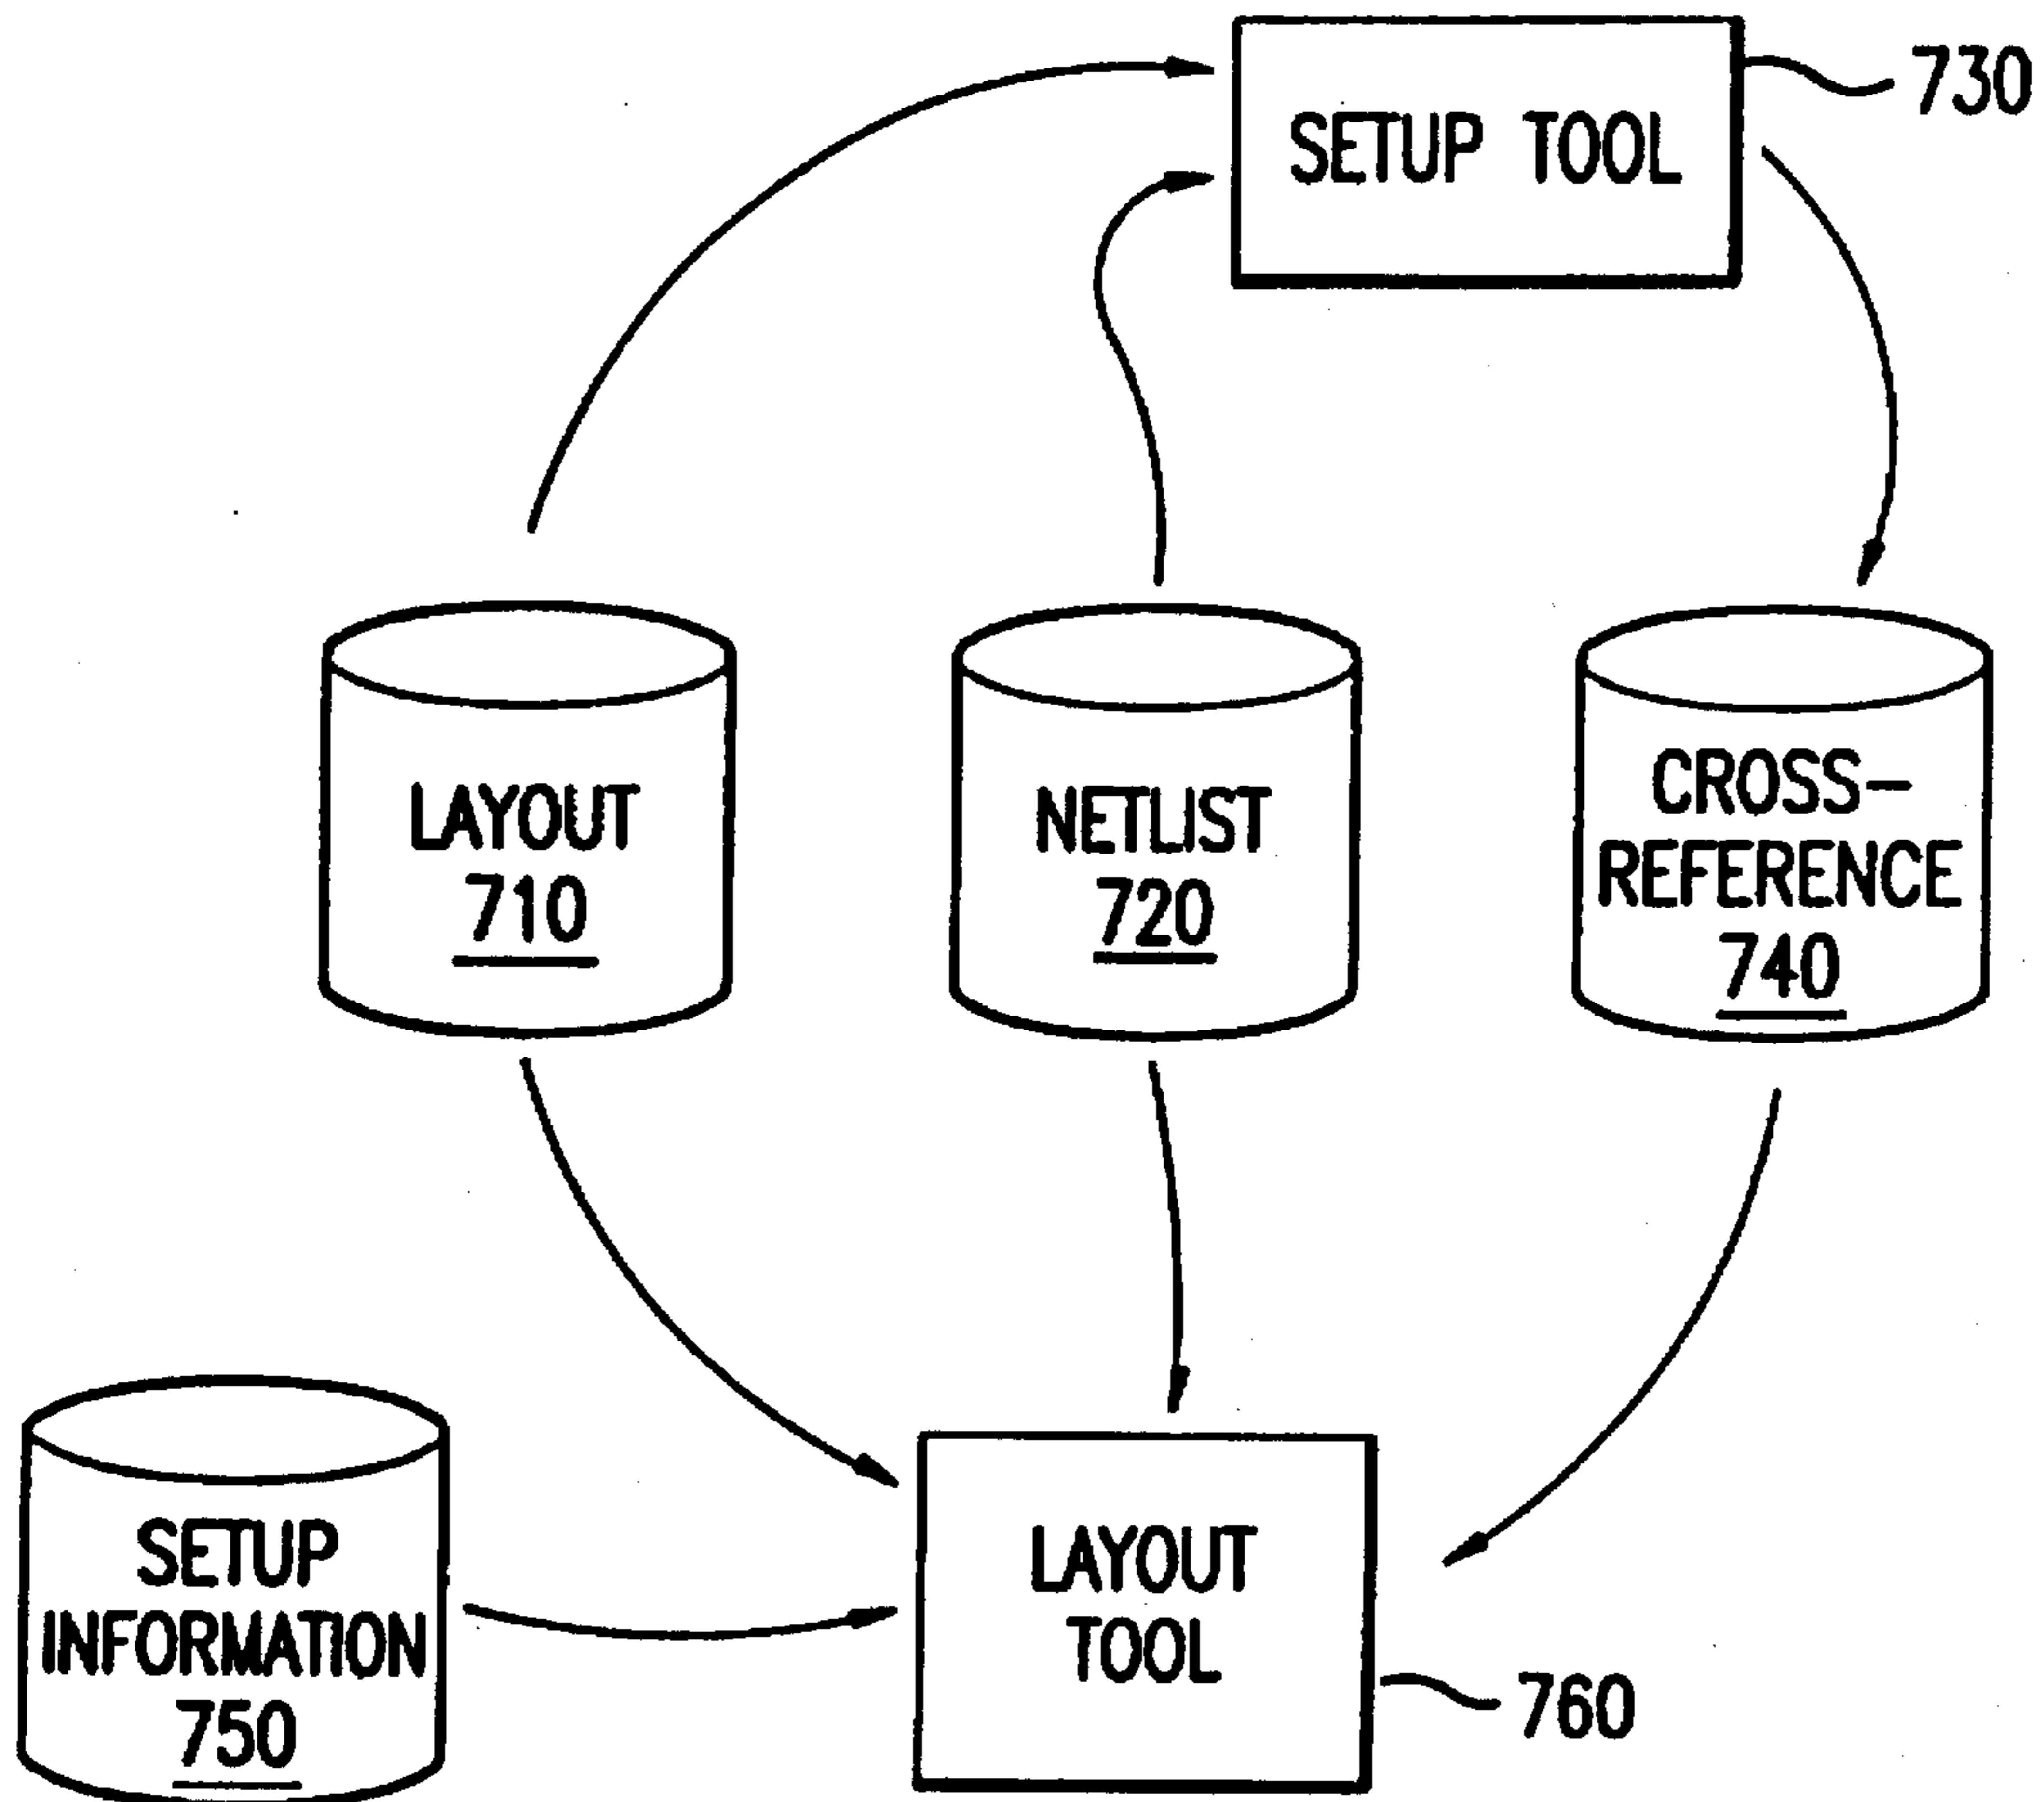 SETUP TOOL
730
LAYOUT
710
NETLIST
720
CROSS-
REFERENCE
740
SETUP
INFORMATION
750
LAYOUT
TOOL
760